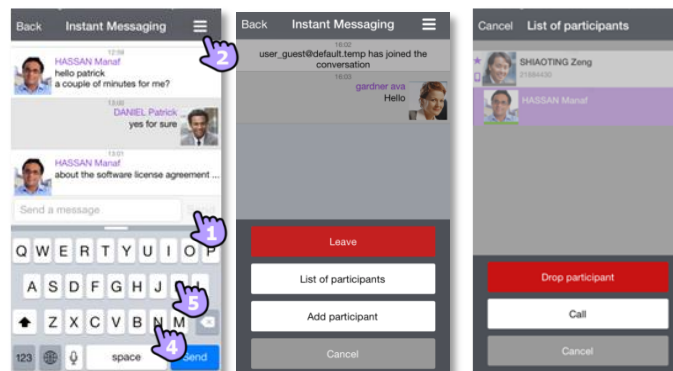 Back Instant Messaging
12:58
HASSAN Manaf
hello patrick
a couple of minutes for me?
13:00
DANIEL Patrick
yes for sure
13:01
HASSAN Manaf
about the software license agreement ...
Send a message
Q W E R T Y U I O P
A S D F G H J
Z X C V B N M
123 space Send
2
1
5
4
Back Instant Messaging
16:02
user_guest@default.temp has joined the
conversation
16:03
gardner ava
Hello
Leave
List of participants
Add participant
Cancel
Cancel List of participants
SHIAOTING Zeng
HASSAN Manaf
Drop participant
Call
Cancel